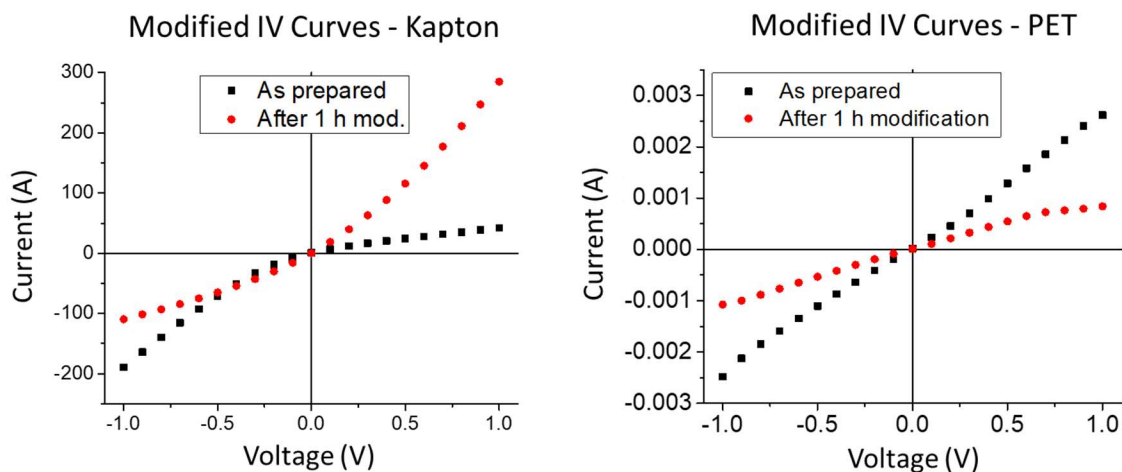 Modified IV Curves - Kapton
As prepared
After 1 h mod.
300
200
100
0
-100
-200
-1.0
-0.5
0.0
0.5
1.0
Current (A)
Voltage (V)
Modified IV Curves - PET
As prepared
After 1 h modification
0.003
0.002
0.001
0.000
-0.001
-0.002
-0.003
-1.0
-0.5
0.0
0.5
1.0
Current (A)
Voltage (V)